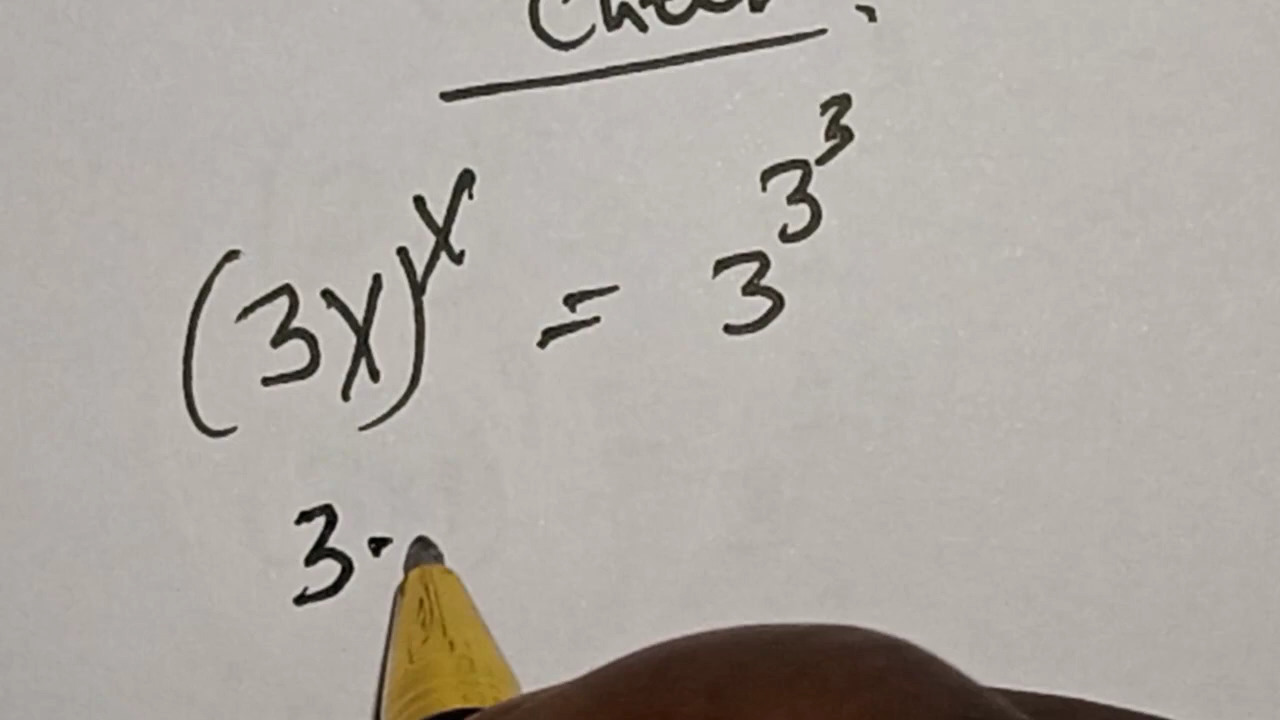 (3x)^x = 3^3^3
3·